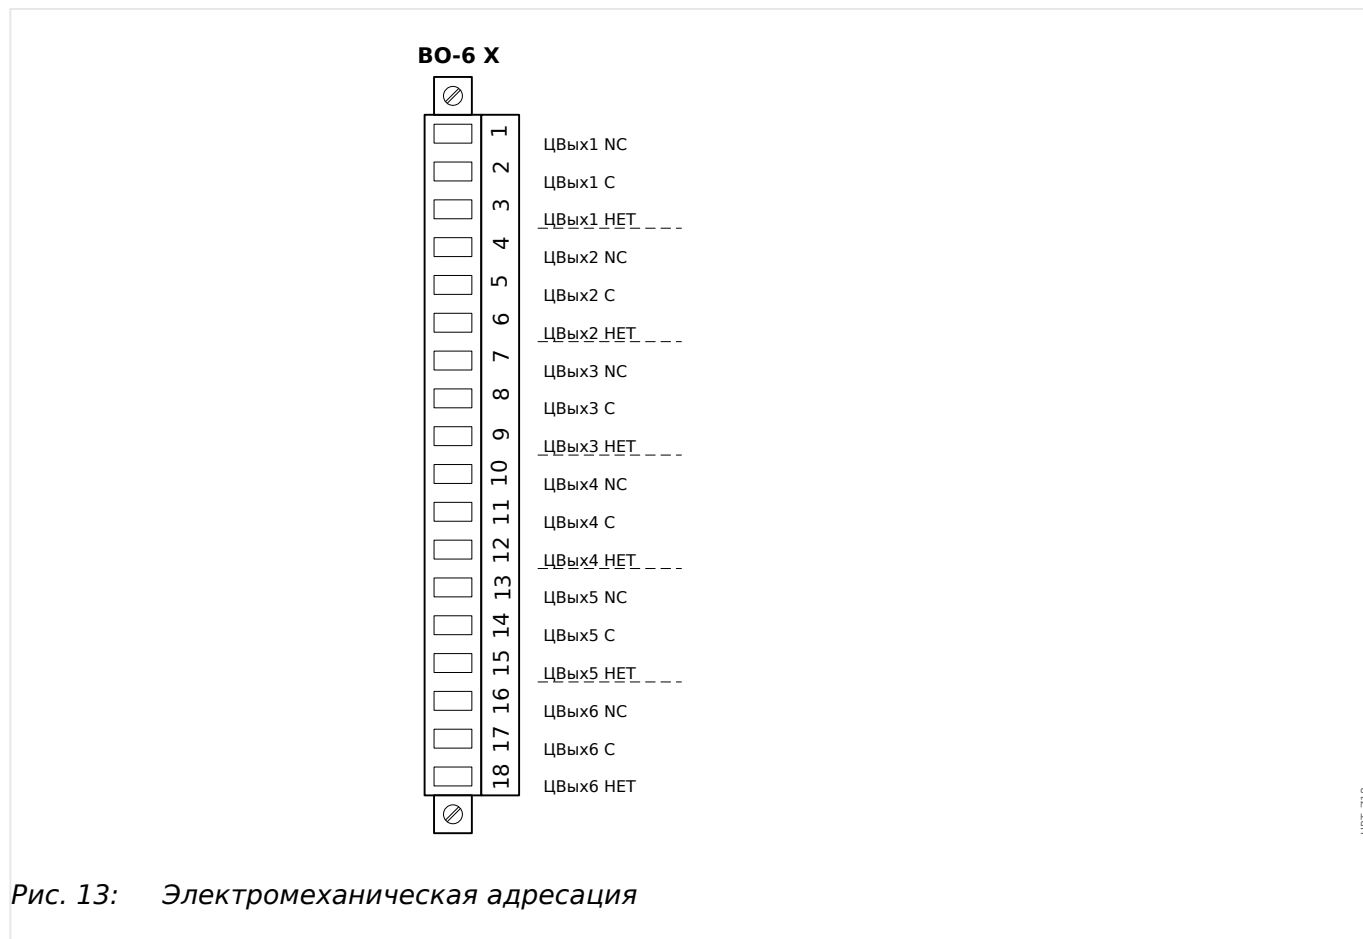 BO-6 X
1 ЦВых1 NC
2 ЦВых1 C
3 ЦВых1 НЕТ
4 ЦВых2 NC
5 ЦВых2 C
6 ЦВых2 НЕТ
7 ЦВых3 NC
8 ЦВых3 C
9 ЦВых3 НЕТ
10 ЦВых4 NC
11 ЦВых4 C
12 ЦВых4 НЕТ
13 ЦВых5 NC
14 ЦВых5 C
15 ЦВых5 НЕТ
16 ЦВых6 NC
17 ЦВых6 C
18 ЦВых6 НЕТ
Рис. 13: Электромеханическая адресация